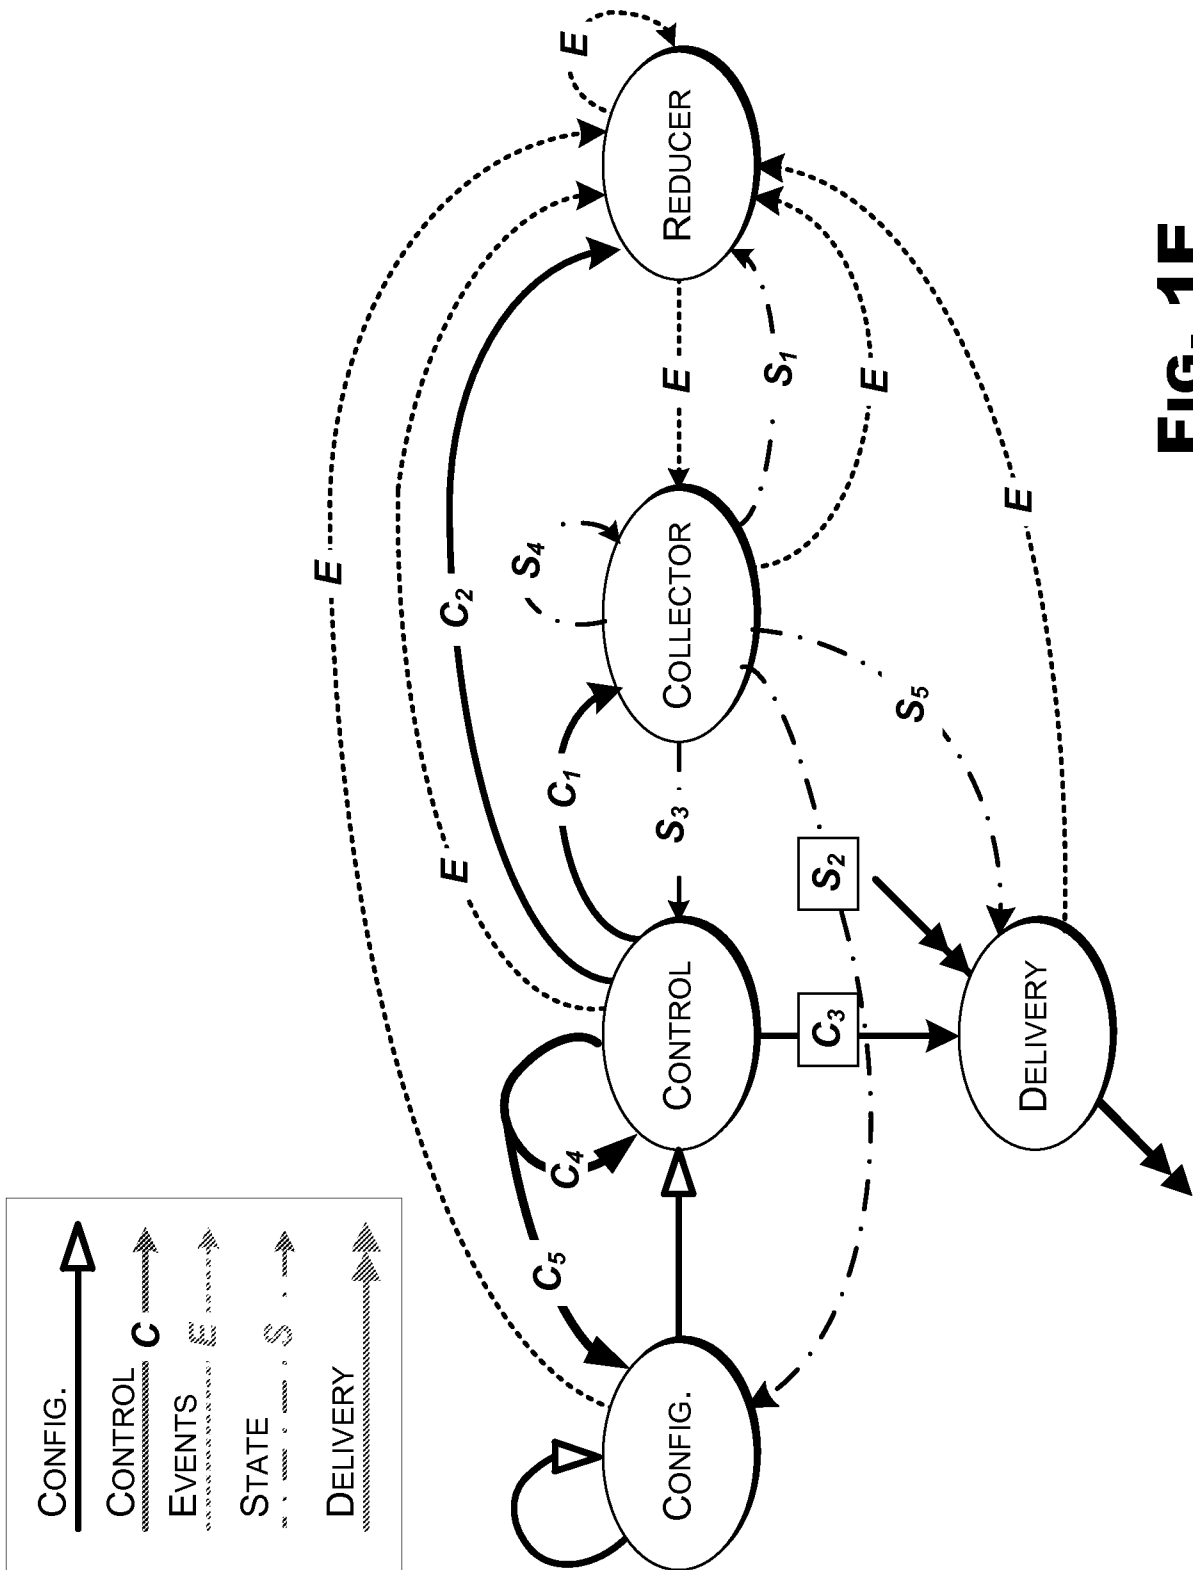 CONFIG.
CONTROL C
EVENTS E
STATE S
DELIVERY
E
E
C2
S4
C5
C4
C1
E
CONFIG.
CONTROL
S3
COLLECTOR
E
REDUCER
S1
C3
S2
E
S5
E
DELIVERY
FIG. 1F